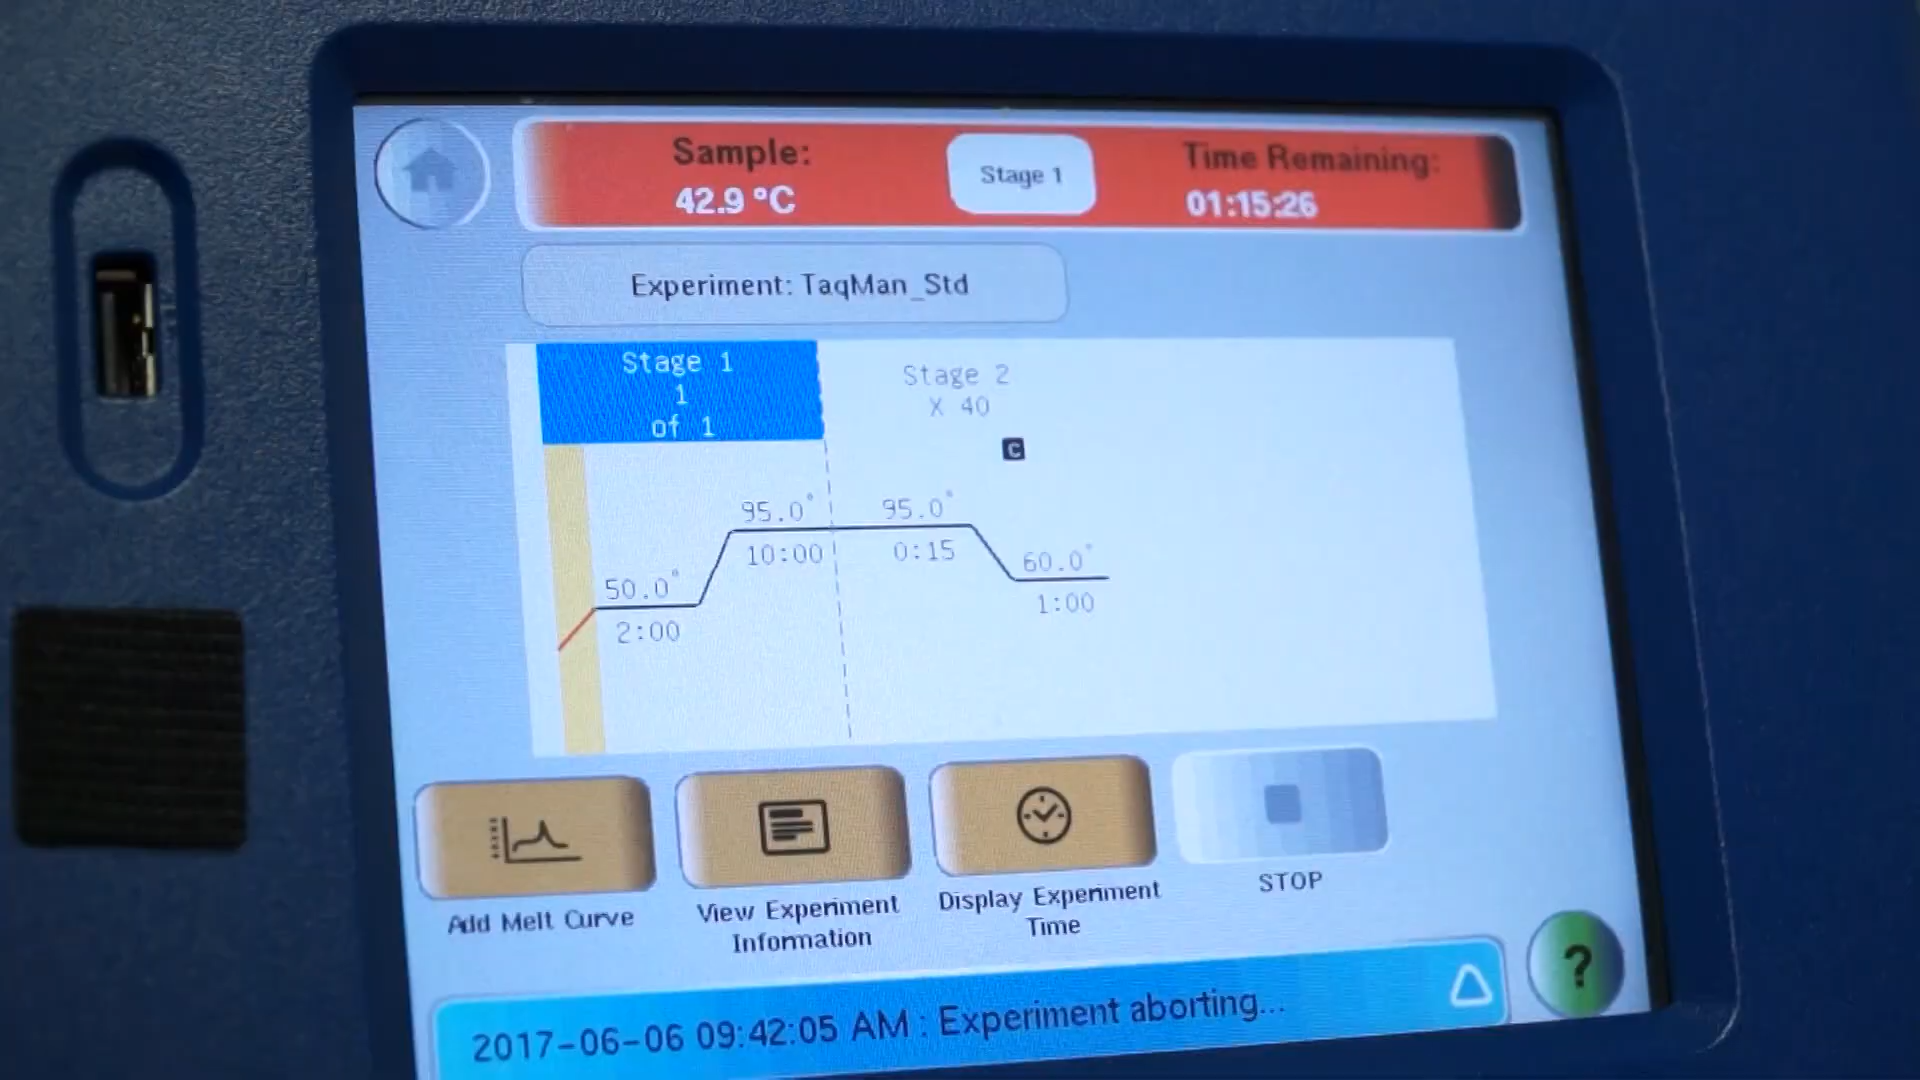 Sample:
42.9 °C
Stage 1
Time Remaining:
01:15:26
Experiment: TaqMan_Std
Stage 1
1
of 1
Stage 2
X 40
C
95.0°
10:00
95.0°
0:15
50.0°
2:00
60.0°
1:00
Add Melt Curve
View Experiment
Information
Display Experiment
Time
STOP
?
2017-06-06 09:42:05 AM : Experiment aborting...